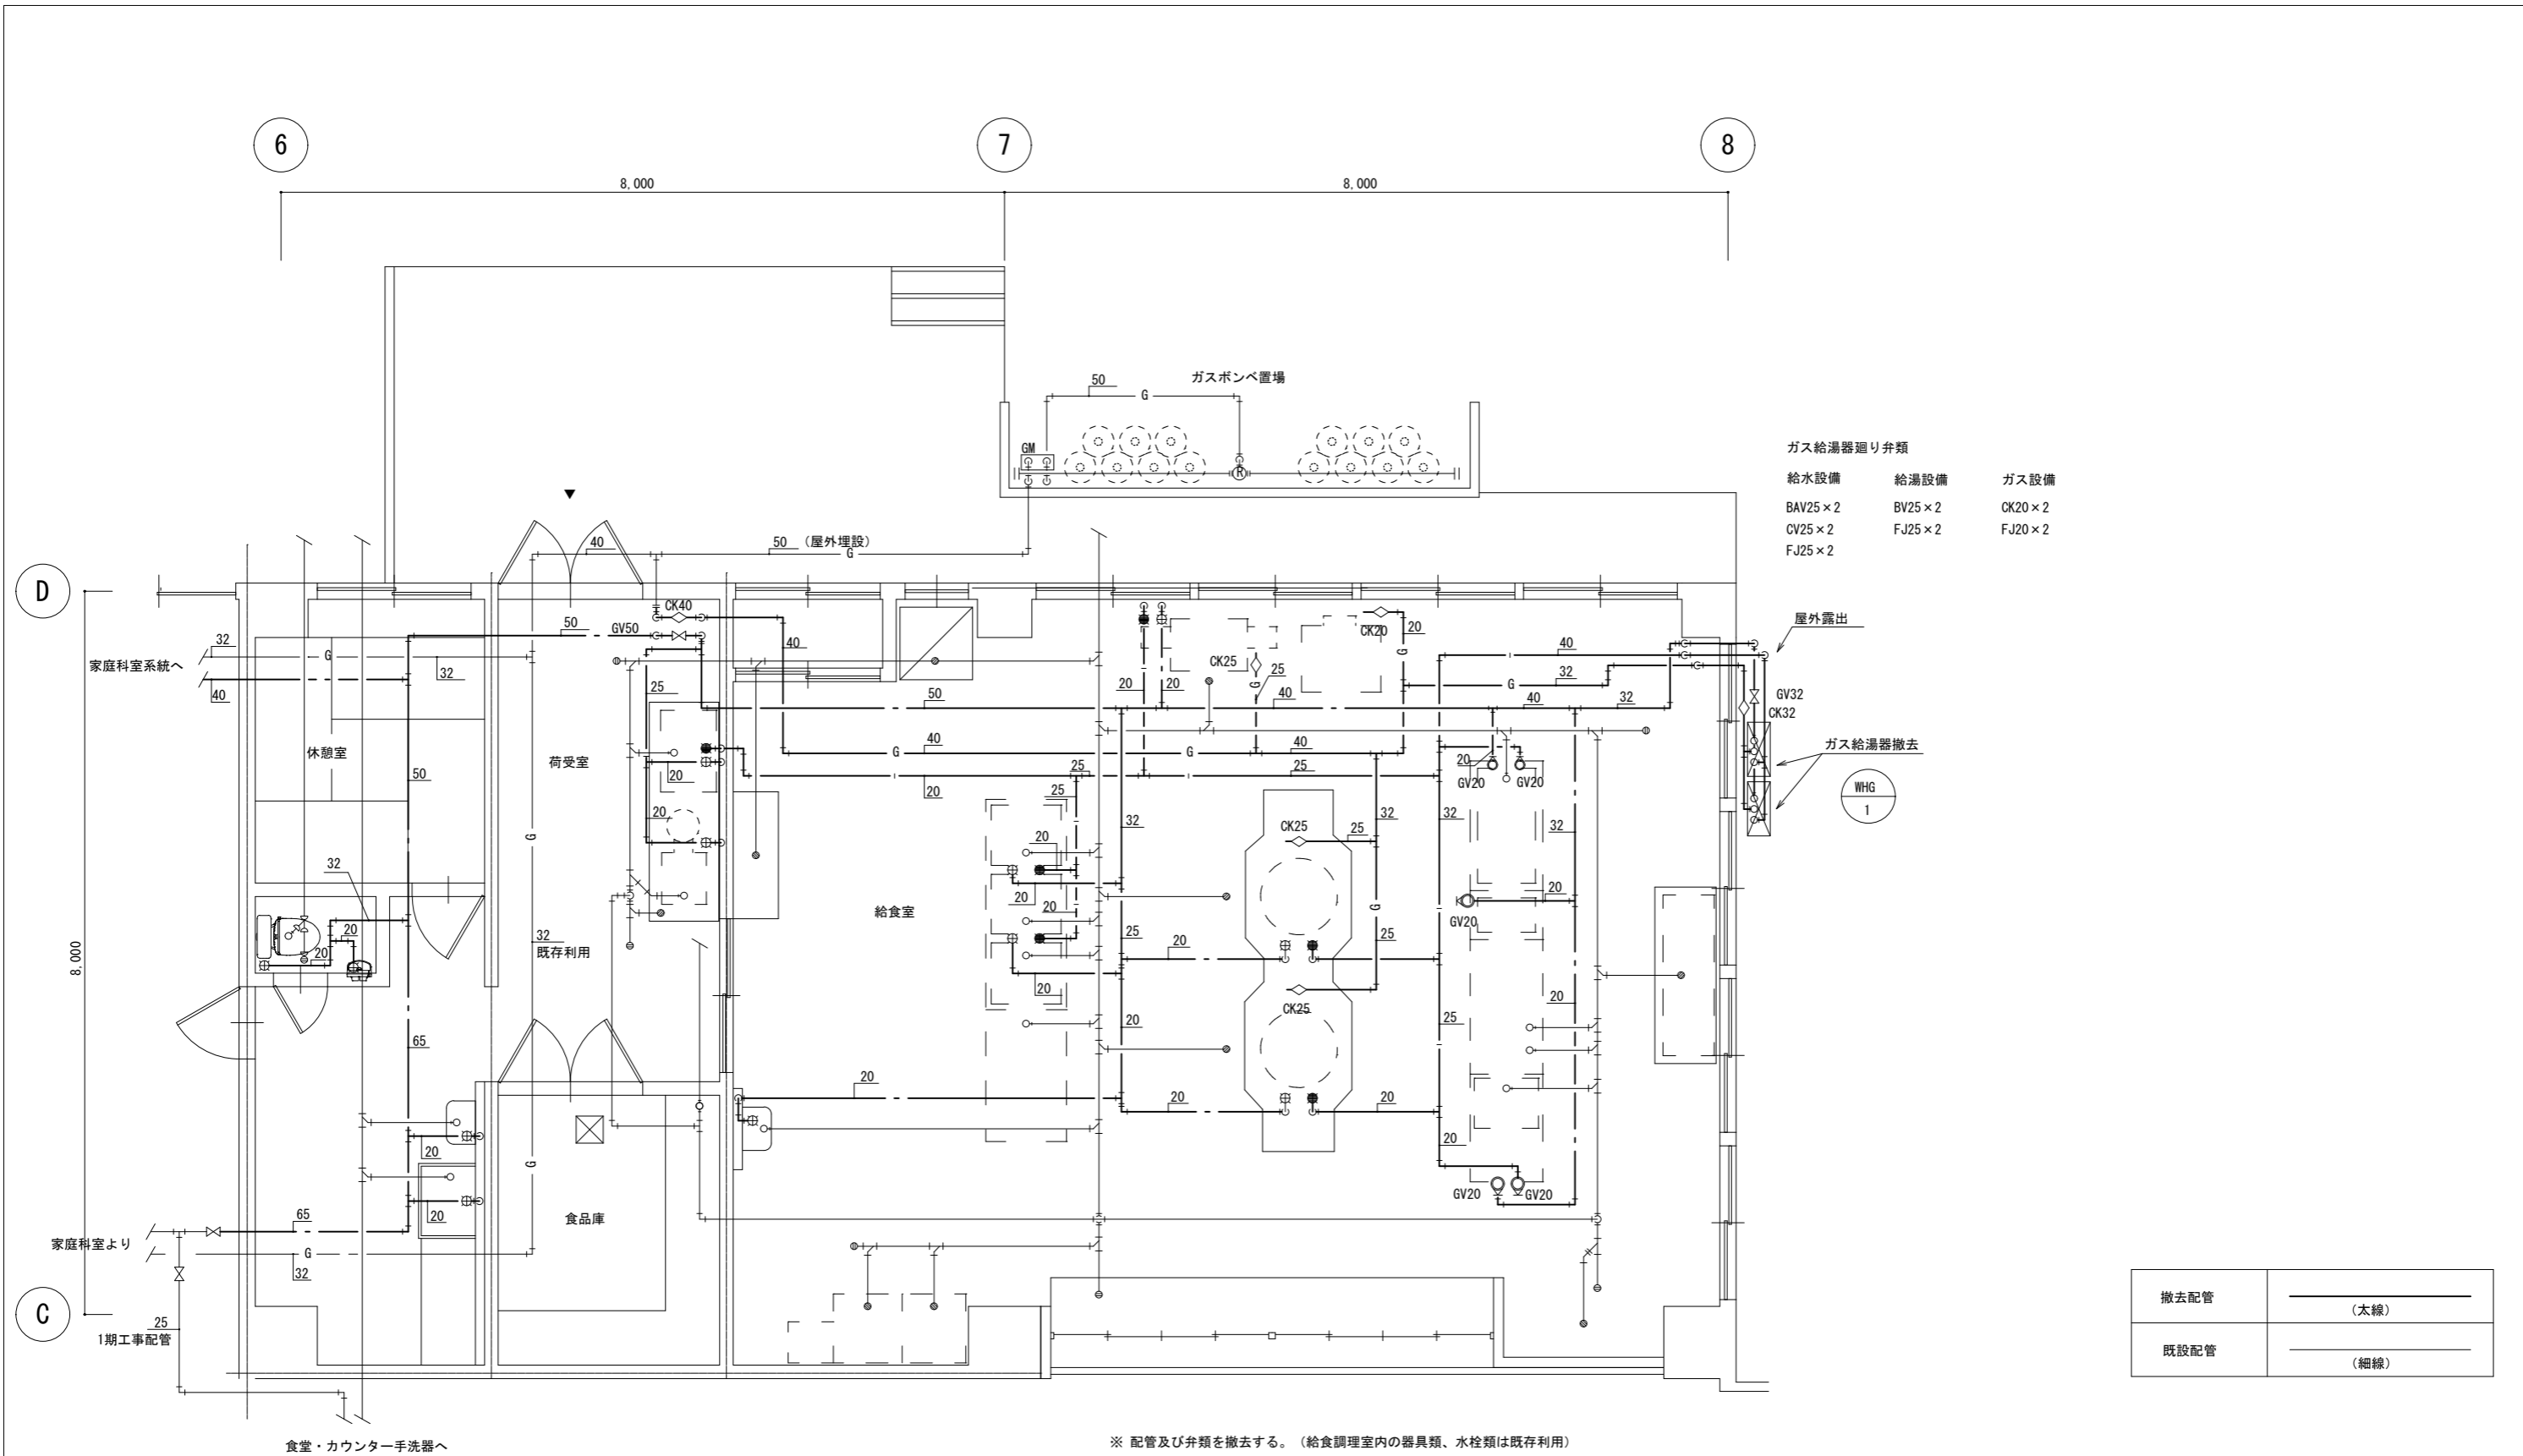 6
7
8
8,000
8,000
ガスボンベ置場
50
G
GM
R
ガス給湯器廻り弁類
給水設備 給湯設備 ガス設備
BAV25×2 BV25×2 CK20×2
CV25×2 FJ25×2 FJ20×2
FJ25×2
40
50 (屋外埋設)
G
D
CK40
50
GV50
32
G
家庭科室系統へ
32
40
40
CK20
20
CK25
25
G
G
40
屋外露出
32
G
25
20
20
50
40
40
32
GV32
CK32
休憩室
荷受室
50
20
40
G
G
40
ガス給湯器撤去
WHG
1
20
25
25
25
20
GV20
GV20
G
20
32
CK25
25
32
32
32
20
32
給食室
20
20
20
G
20
GV20
20
20
32
既存利用
8,000
25
20
25
20
CK25
20
65
20
25
20
20
20
20
20
G
20
GV20
GV20
20
65
食品庫
家庭科室より
G
32
C
25
1期工事配管
撤去配管
(太線)
既設配管
(細線)
食堂・カウンター手洗器へ
※ 配管及び弁類を撤去する。(給食調理室内の器具類、水栓類は既存利用)